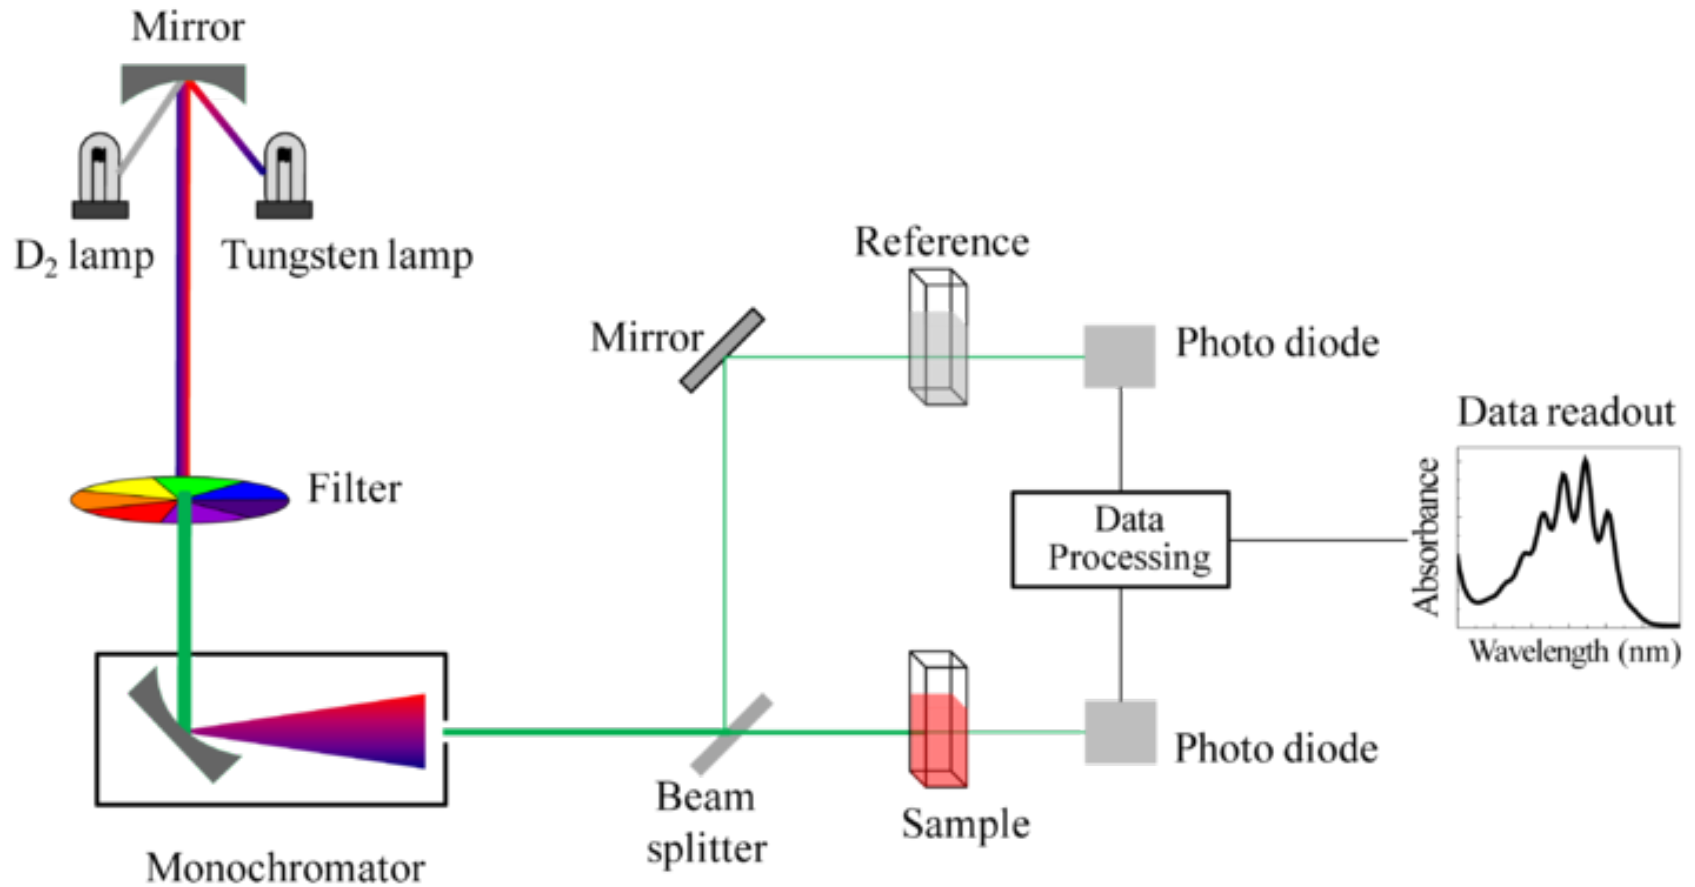 Mirror
D₂ lamp
Tungsten lamp
Filter
Monochromator
Mirror
Beam
splitter
Reference
Sample
Photo diode
Photo diode
Data
Processing
Data readout
Absorbance
Wavelength (nm)